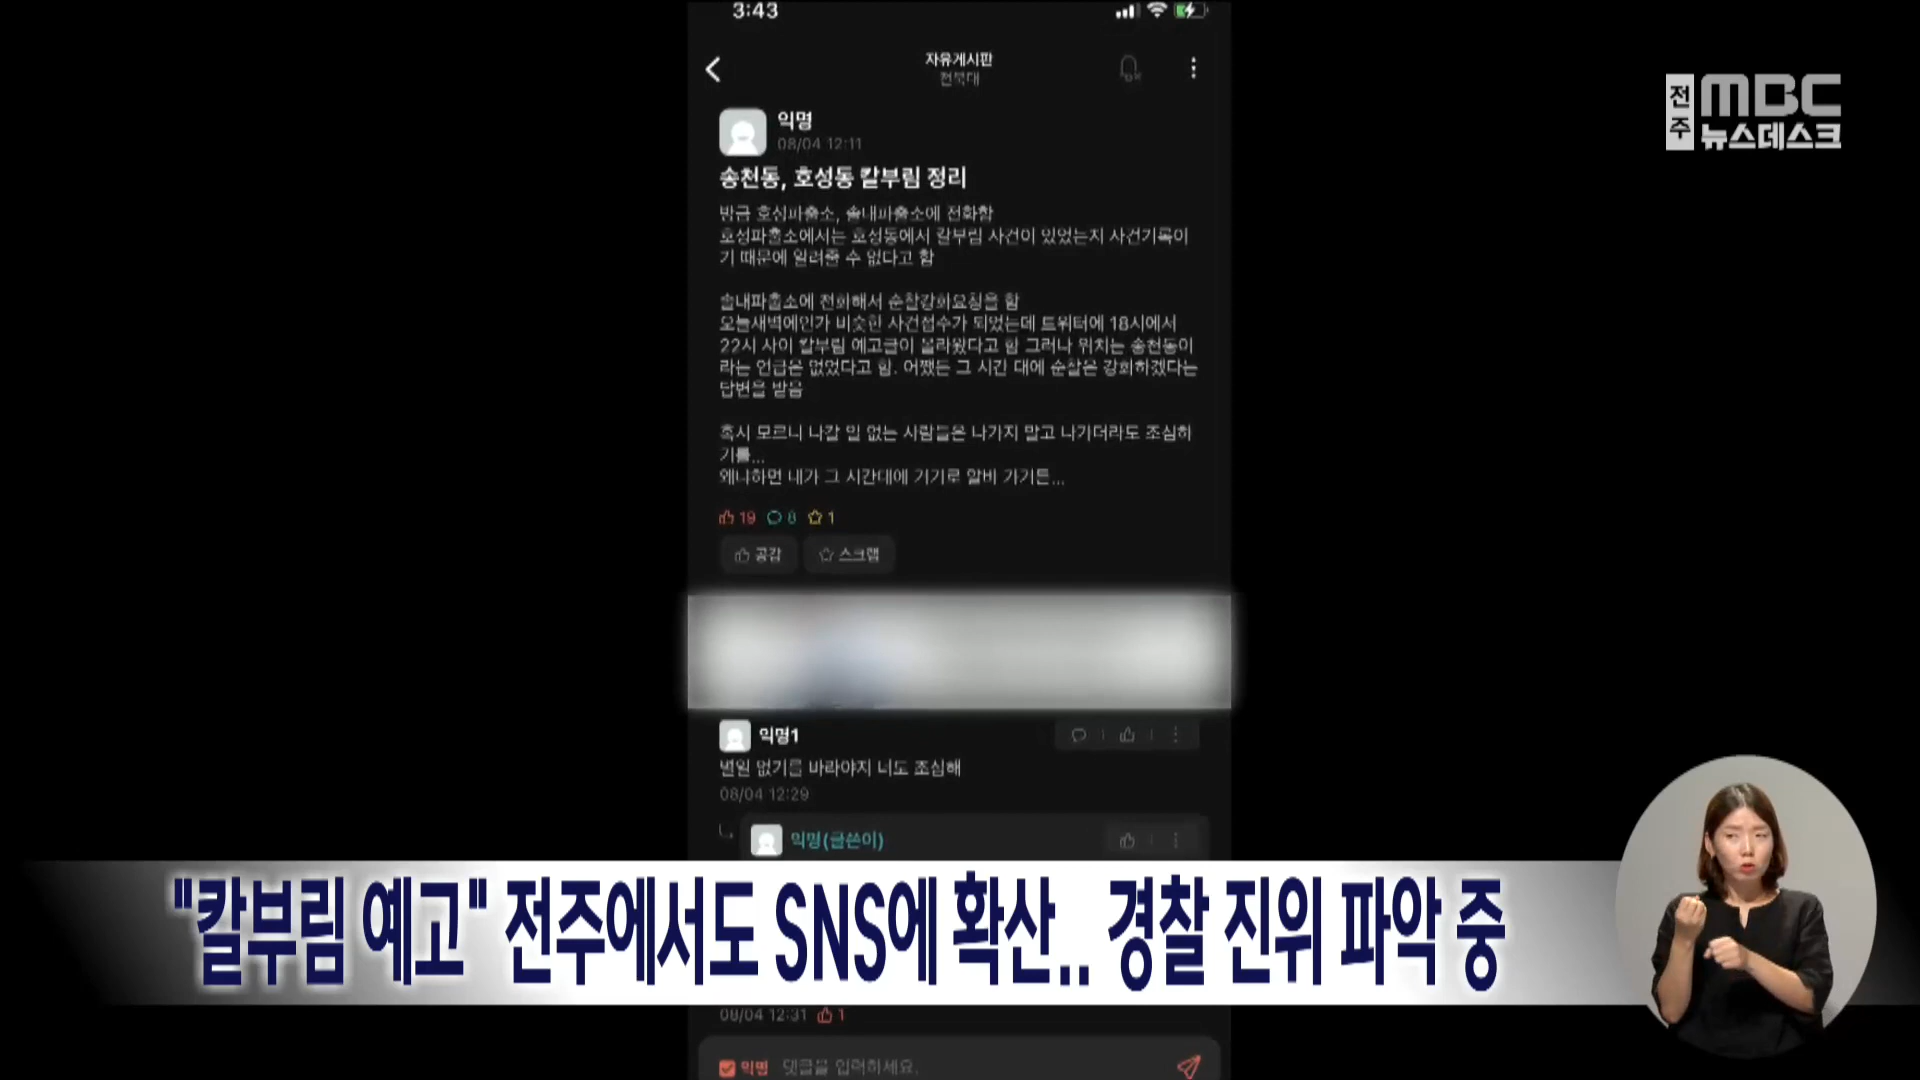 3:43
자유게시판
전북대
전주
MBC
뉴스데스크
익명
08/04 12:11
송천동, 호성동 칼부림 정리
방금 호성파출소, 솔내파출소에 전화함
호성파출소에서는 호성동에서 칼부림 사건이 있었는지 사건기록이
기 때문에 알려줄 수 없다고 함
솔내파출소에 전화해서 순찰강화요청을 함
오늘새벽에인가 비슷한 사건접수가 되었는데 트위터에 18시에서
22시 사이 칼부림 예고글이 올라왔다고 함 그러나 위치는 송천동이
라는 언급은 없었다고 함. 어쨌든 그 시간 대에 순찰은 강화하겠다는
답변을 받음
혹시 모르니 나갈 일 없는 사람들은 나가지 말고 나가더라도 조심하
기를...
왜냐하면 내가 그 시간대에 거기로 알바 가거든...
19 8 1
공감 스크랩
익명1
별일 없기를 바라야지 너도 조심해
08/04 12:29
익명(글쓴이)
"칼부림 예고" 전주에서도 SNS에 확산.. 경찰 진위 파악 중
08/04 12:31 1
익명 댓글을 입력하세요.